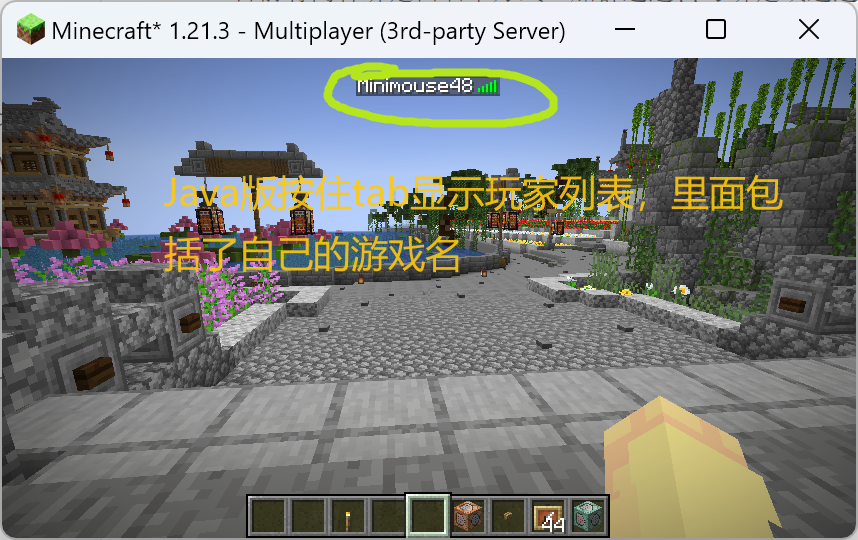 Minecraft* 1.21.3 - Multiplayer (3rd-party Server)
Minimouse48
Java版按住tab显示玩家列表，里面包
括了自己的游戏名
44